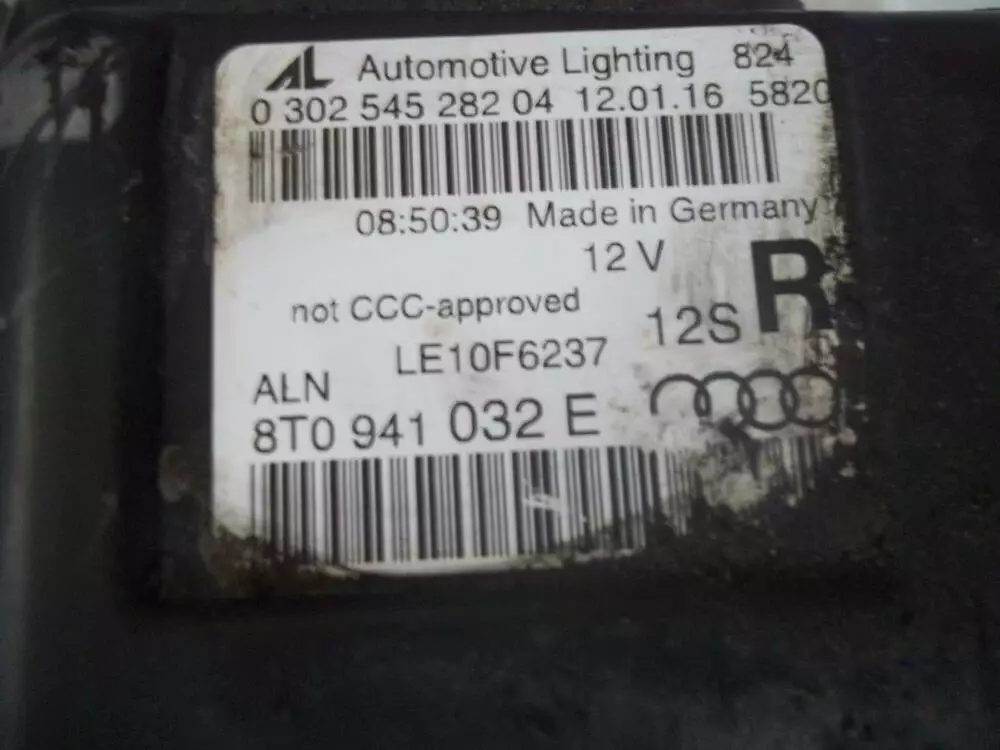 AL Automotive Lighting 824
0 302 545 282 04 12.01.16 5820
08:50:39 Made in Germany
12 V
R
not CCC-approved
12S
LE10F6237
ALN
8T0 941 032 E